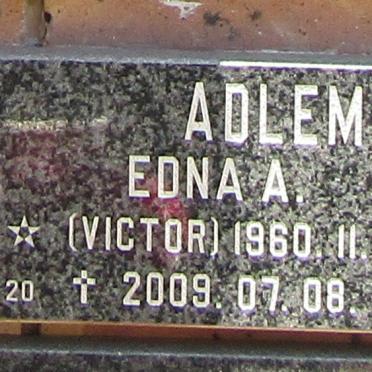 ADLEM
EDNA A.
☆ (VICTOR) 1960. 11.
20 † 2009. 07. 08.